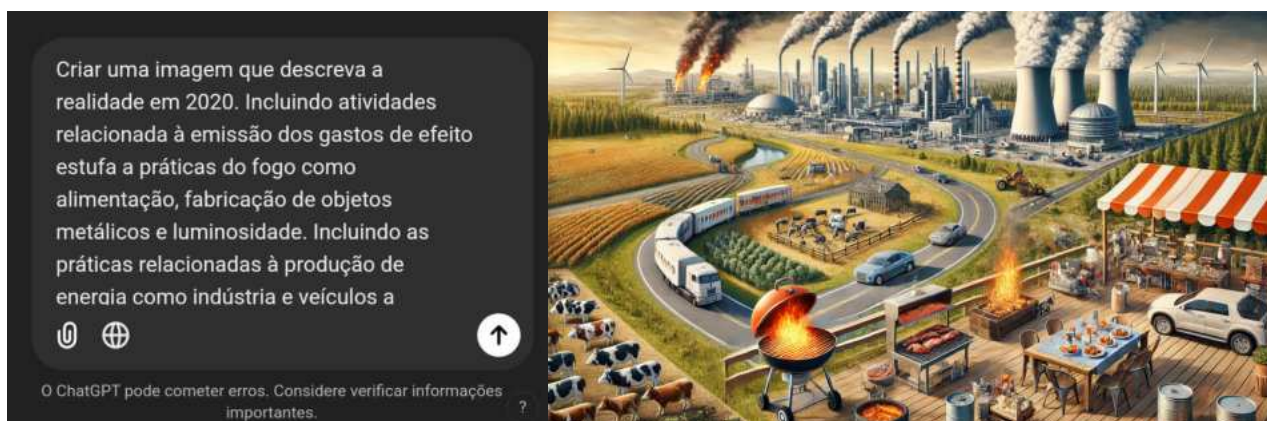 Criar uma imagem que descreva a
realidade em 2020. Incluindo atividades
relacionada à emissão dos gastos de efeito
estufa a práticas do fogo como
alimentação, fabricação de objetos
metálicos e luminosidade. Incluindo as
práticas relacionadas à produção de
energia como indústria e veículos a
O ChatGPT pode cometer erros. Considere verificar informações
importantes.
?